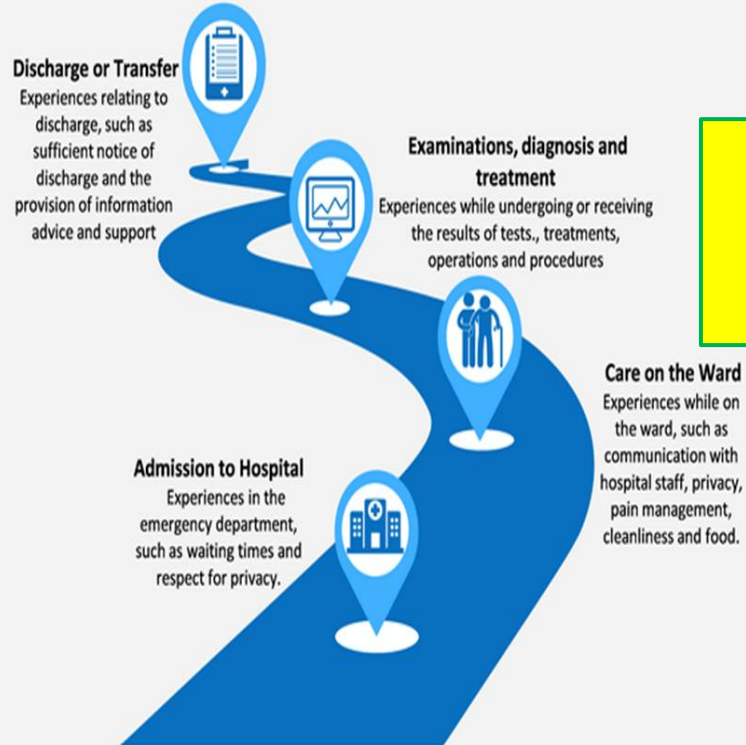 Discharge or Transfer
Experiences relating to
discharge, such as
sufficient notice of
discharge and the
provision of information
advice and support
Examinations, diagnosis and
treatment
Experiences while undergoing or receiving
the results of tests., treatments,
operations and procedures
Care on the Ward
Experiences while on
the ward, such as
communication with
hospital staff, privacy,
pain management,
cleanliness and food.
Admission to Hospital
Experiences in the
emergency department,
such as waiting times and
respect for privacy.